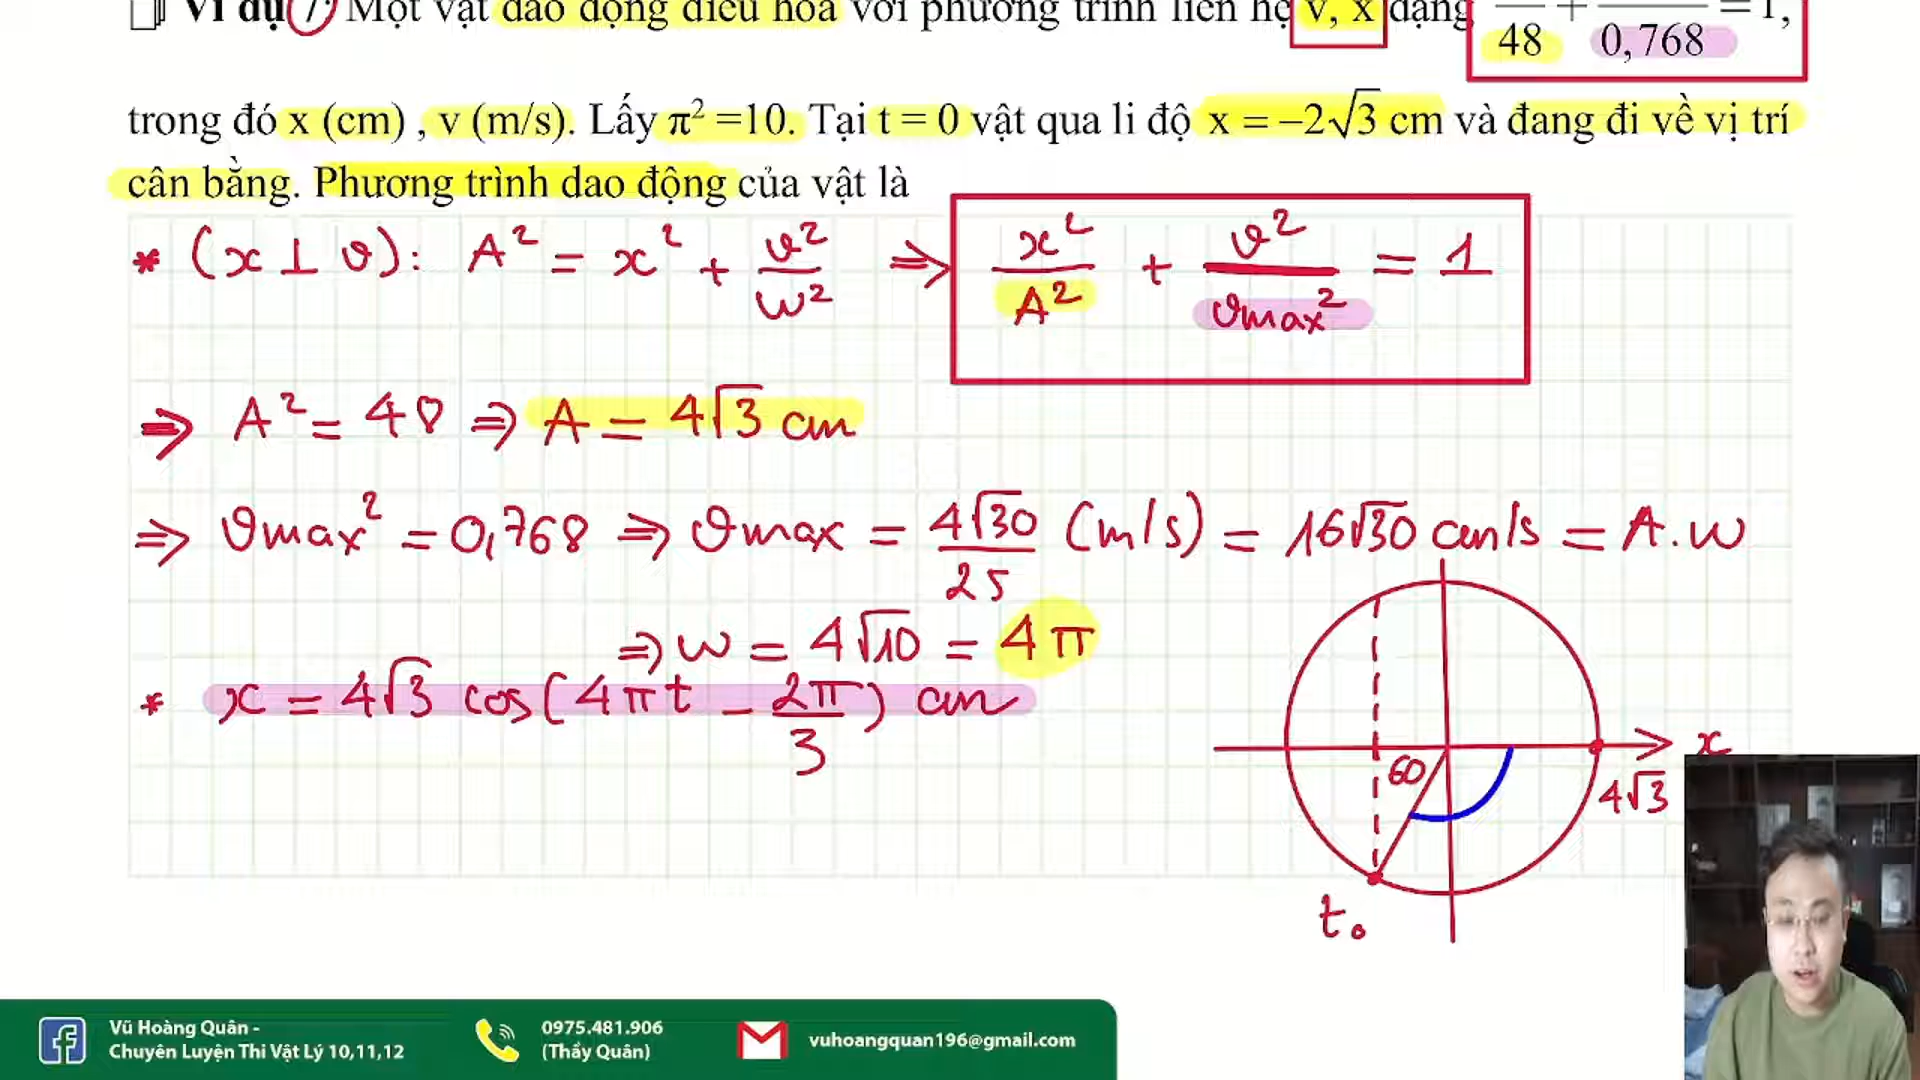 Ví dụ 7: Một vật dao động điều hòa với phương trình liên hệ v, x dạng
48 + 0,768 = 1,
trong đó x (cm) , v (m/s). Lấy π² =10. Tại t = 0 vật qua li độ x = −2√3 cm và đang đi về vị trí
cân bằng. Phương trình dao động của vật là
* (x ⊥ v): A² = x² + v²/ω² ⇒ x²/A² + v²/vmax² = 1
⇒ A² = 48 ⇒ A = 4√3 cm
⇒ vmax² = 0,768 ⇒ vmax = 4√30/25 (m/s) = 16√30 cm/s = A.ω
⇒ ω = 4√10 = 4π
* x = 4√3 cos(4πt − 2π/3) cm
60
x
4√3
t₀
Vũ Hoàng Quân -
Chuyên Luyện Thi Vật Lý 10,11,12
0975.481.906
(Thầy Quân)
vuhoangquan196@gmail.com